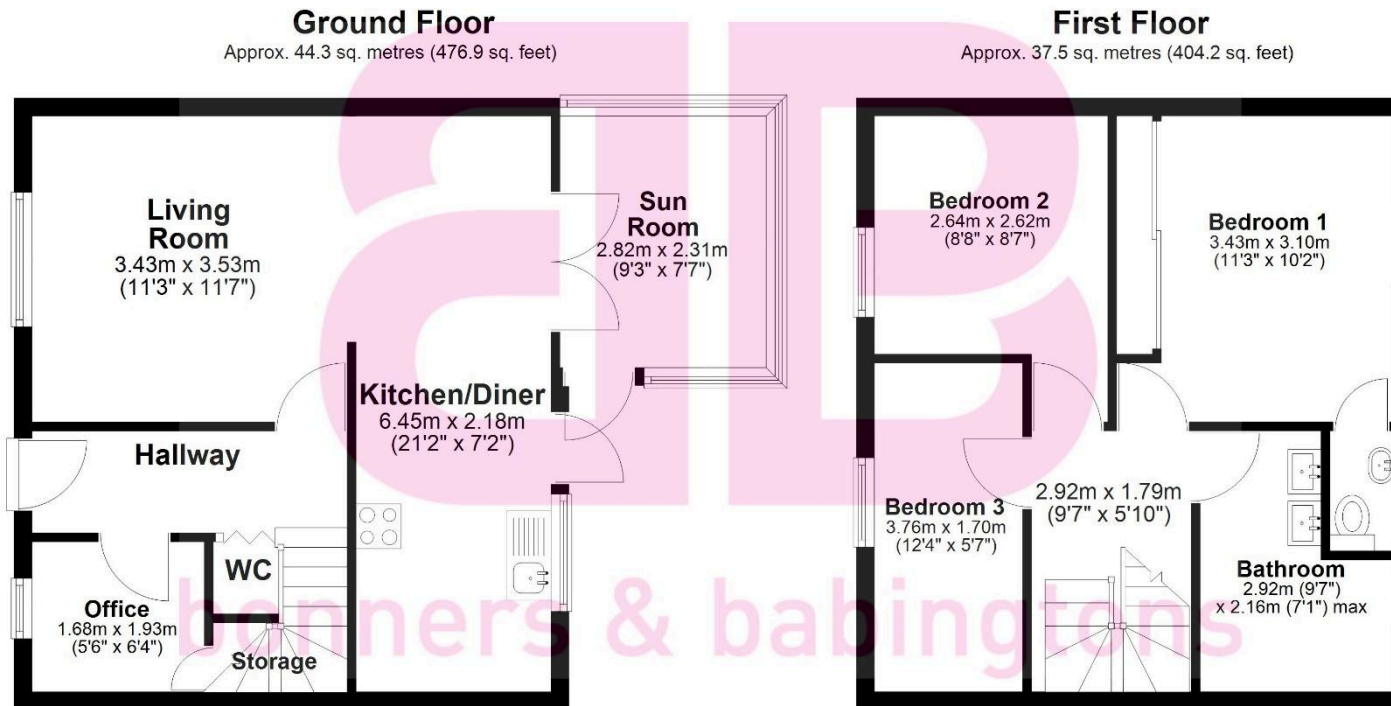 Ground Floor
Approx. 44.3 sq. metres (476.9 sq. feet)
First Floor
Approx. 37.5 sq. metres (404.2 sq. feet)
Living
Room
3.43m x 3.53m
(11'3" x 11'7")
Sun
Room
2.82m x 2.31m
(9'3" x 7'7")
Kitchen/Diner
6.45m x 2.18m
(21'2" x 7'2")
Hallway
WC
Office
1.68m x 1.93m
(5'6" x 6'4")
Storage
Bedroom 2
2.64m x 2.62m
(8'8" x 8'7")
Bedroom 1
3.43m x 3.10m
(11'3" x 10'2")
Bedroom 3
3.76m x 1.70m
(12'4" x 5'7")
2.92m x 1.79m
(9'7" x 5'10")
Bathroom
2.92m (9'7")
x 2.16m (7'1") max
aB
bonners & babingtons